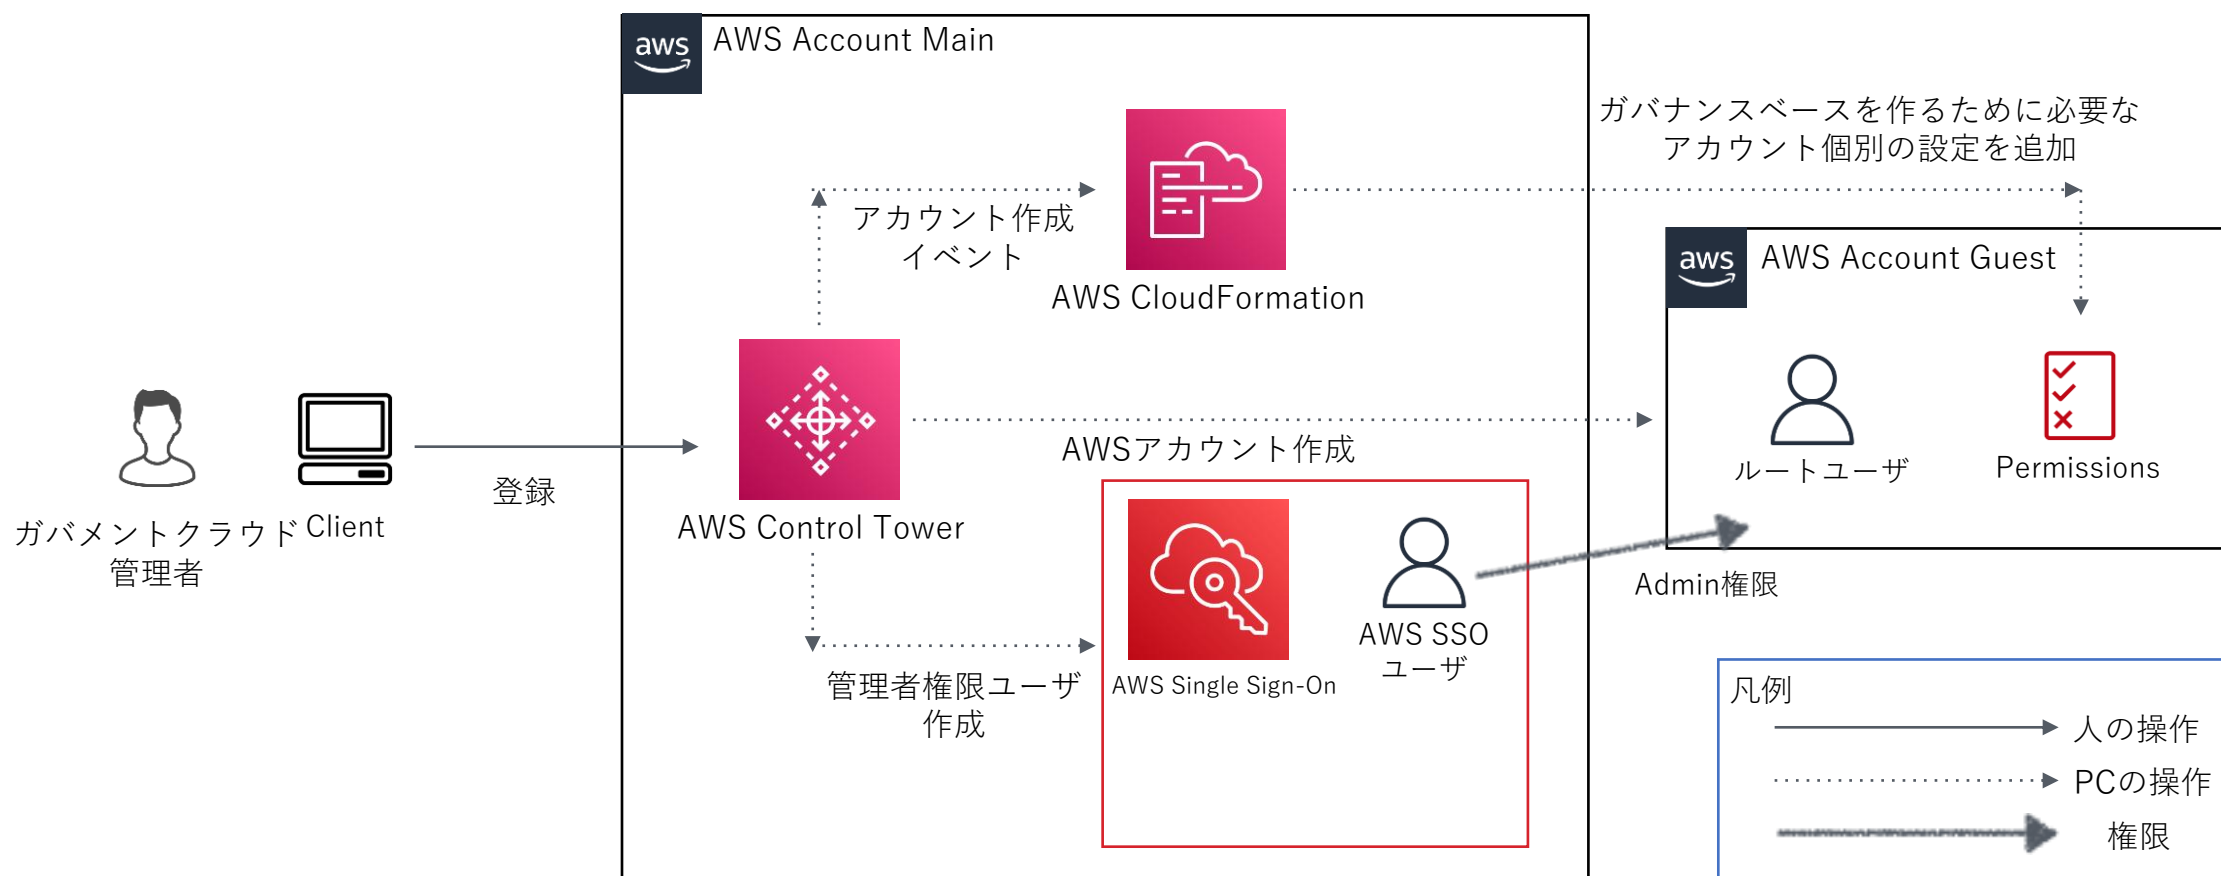 aws
AWS Account Main
ガバナンスベースを作るために必要な
アカウント個別の設定を追加
アカウント作成
イベント
AWS CloudFormation
aws
AWS Account Guest
AWSアカウント作成
ルートユーザ
Permissions
登録
ガバメントクラウド
管理者
Client
AWS Control Tower
Admin権限
AWS SSO
ユーザ
管理者権限ユーザ
作成
AWS Single Sign-On
凡例
人の操作
PCの操作
権限